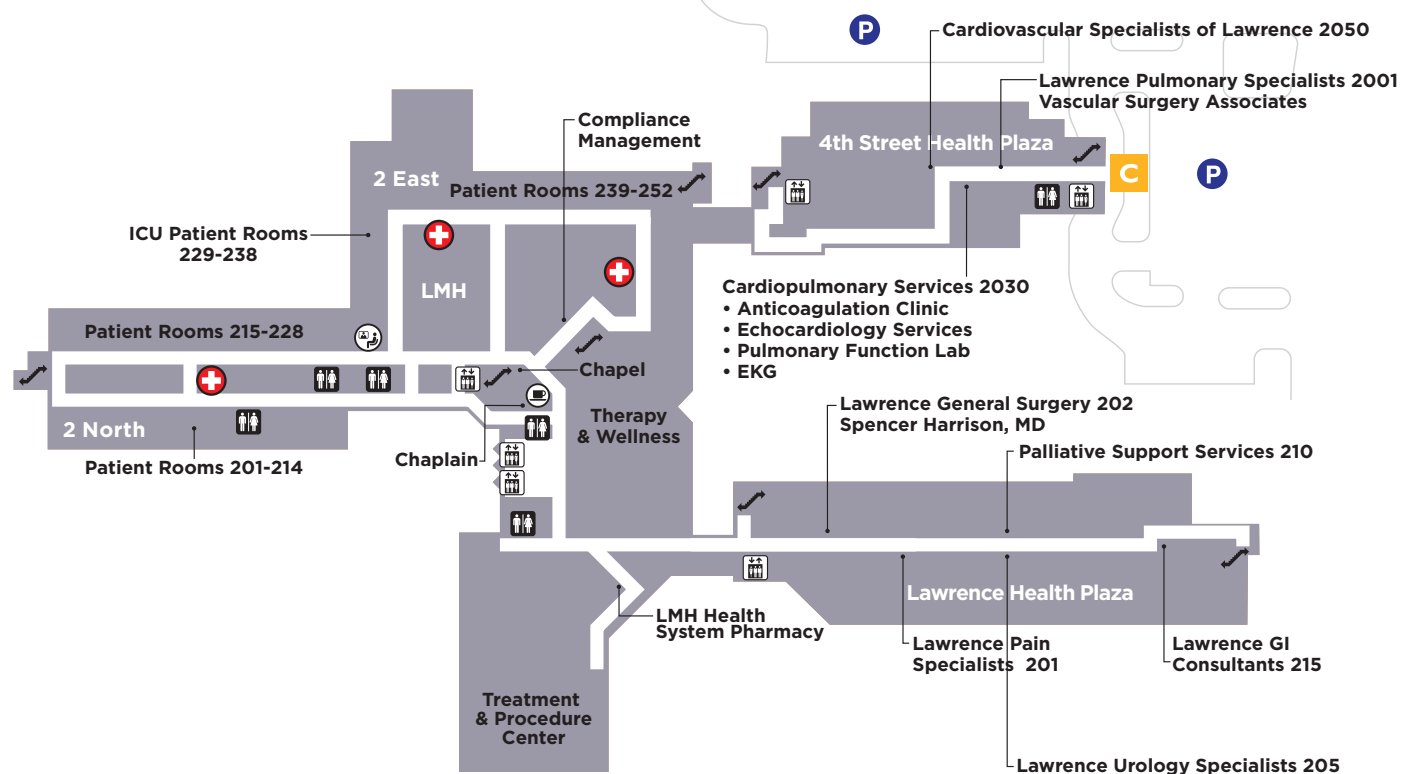 P
Cardiovascular Specialists of Lawrence 2050
Lawrence Pulmonary Specialists 2001
Vascular Surgery Associates
Compliance
Management
4th Street Health Plaza
C
P
2 East
Patient Rooms 239-252
ICU Patient Rooms
229-238
LMH
Cardiopulmonary Services 2030
• Anticoagulation Clinic
• Echocardiology Services
• Pulmonary Function Lab
• EKG
Patient Rooms 215-228
Chapel
Therapy
& Wellness
Lawrence General Surgery 202
Spencer Harrison, MD
2 North
Patient Rooms 201-214
Chaplain
Palliative Support Services 210
Lawrence Health Plaza
LMH Health
System Pharmacy
Lawrence Pain
Specialists 201
Lawrence GI
Consultants 215
Treatment
& Procedure
Center
Lawrence Urology Specialists 205